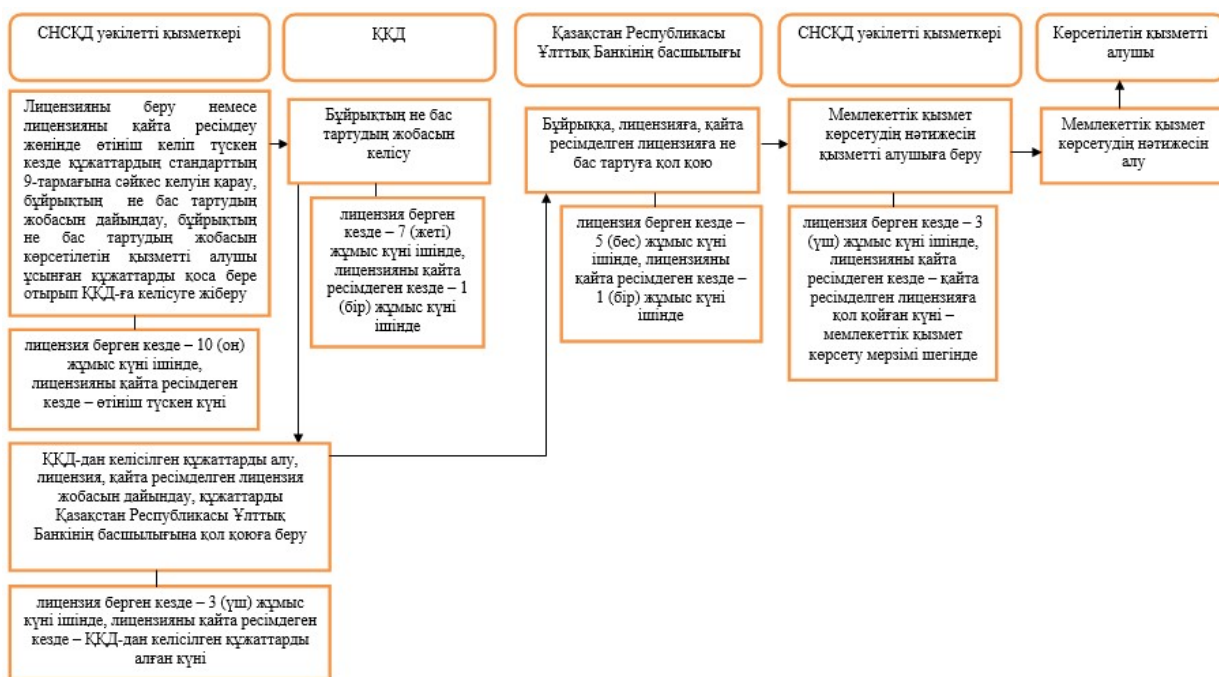 СНСҚД уәкілетті қызметкері
ҚҚД
Қазақстан Республикасы
Ұлттық Банкінің басшылығы
СНСҚД уәкілетті қызметкері
Көрсетілетін қызметті
алушы
Лицензияны беру немесе
лицензияны қайта ресімдеу
жөнінде өтініш келіп түскен
кезде құжаттардың стандарттың
9-тармағына сәйкес келуін қарау,
бұйрықтың не бас тартудың
жобасын дайындау, бұйрықтың
не бас тартудың жобасын
көрсетілетін қызметті алушы
ұсынған құжаттарды қоса бере
отырып ҚҚД-ға келісуге жіберу
Бұйрықтың не бас
тартудың жобасын
келісу
Бұйрыққа, лицензияға, қайта
ресімделген лицензияға не
бас тартуға қол қою
Мемлекеттік қызмет
көрсетудің нәтижесін
қызметті алушыға беру
Мемлекеттік қызмет
көрсетудің нәтижесін
алу
лицензия берген кезде – 10 (он)
жұмыс күні ішінде,
лицензияны қайта ресімдеген
кезде – өтініш түскен күні
лицензия берген
кезде – 7 (жеті)
жұмыс күні ішінде,
лицензияны қайта
ресімдеген кезде – 1
(бір) жұмыс күні
ішінде
лицензия берген кезде –
5 (бес) жұмыс күні
ішінде, лицензияны
қайта ресімдеген кезде –
1 (бір) жұмыс күні
ішінде
лицензия берген кезде – 3
(үш) жұмыс күні ішінде,
лицензияны қайта
ресімдеген кезде – қайта
ресімделген лицензияға
қол қойған күні –
мемлекеттік қызмет
көрсету мерзімі шегінде
ҚҚД-дан келісілген құжаттарды алу,
лицензия, қайта ресімделген лицензия
жобасын дайындау, құжаттарды
Қазақстан Республикасы Ұлттық
Банкінің басшылығына қол қоюға беру
лицензия берген кезде – 3 (үш) жұмыс
күні ішінде, лицензияны қайта ресімдеген
кезде – ҚҚД-дан келісілген құжаттарды
алған күні